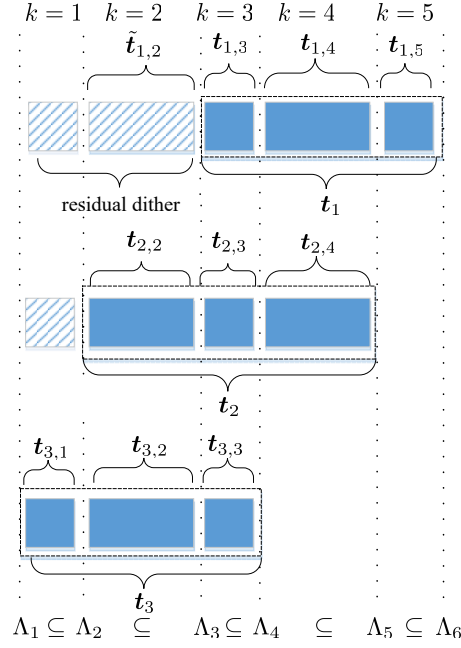 k = 1 k = 2 k = 3 k = 4 k = 5
t̃₁,₂ t₁,₃ t₁,₄ t₁,₅
residual dither t₁
t₂,₂ t₂,₃ t₂,₄
t₂
t₃,₁ t₃,₂ t₃,₃
t₃
Λ₁ ⊆ Λ₂ ⊆ Λ₃ ⊆ Λ₄ ⊆ Λ₅ ⊆ Λ₆